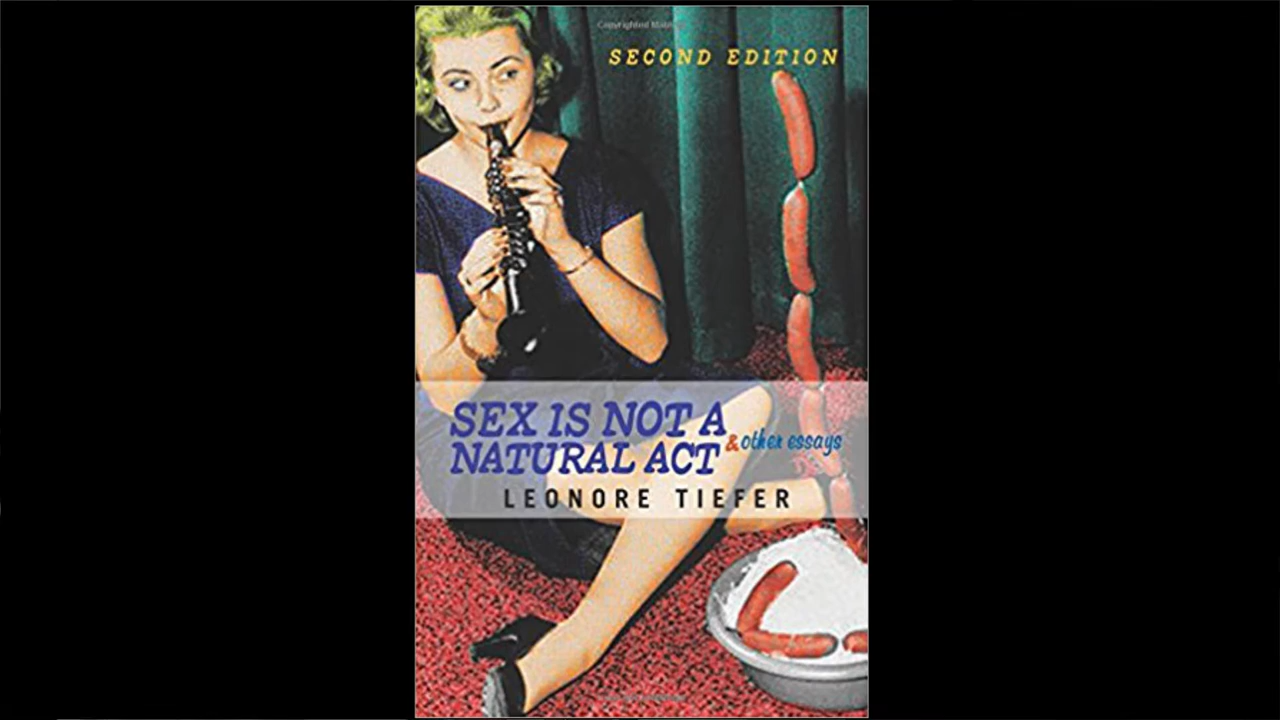 SECOND EDITION
SEX IS NOT A
NATURAL ACT
& other essays
LEONORE TIEFER